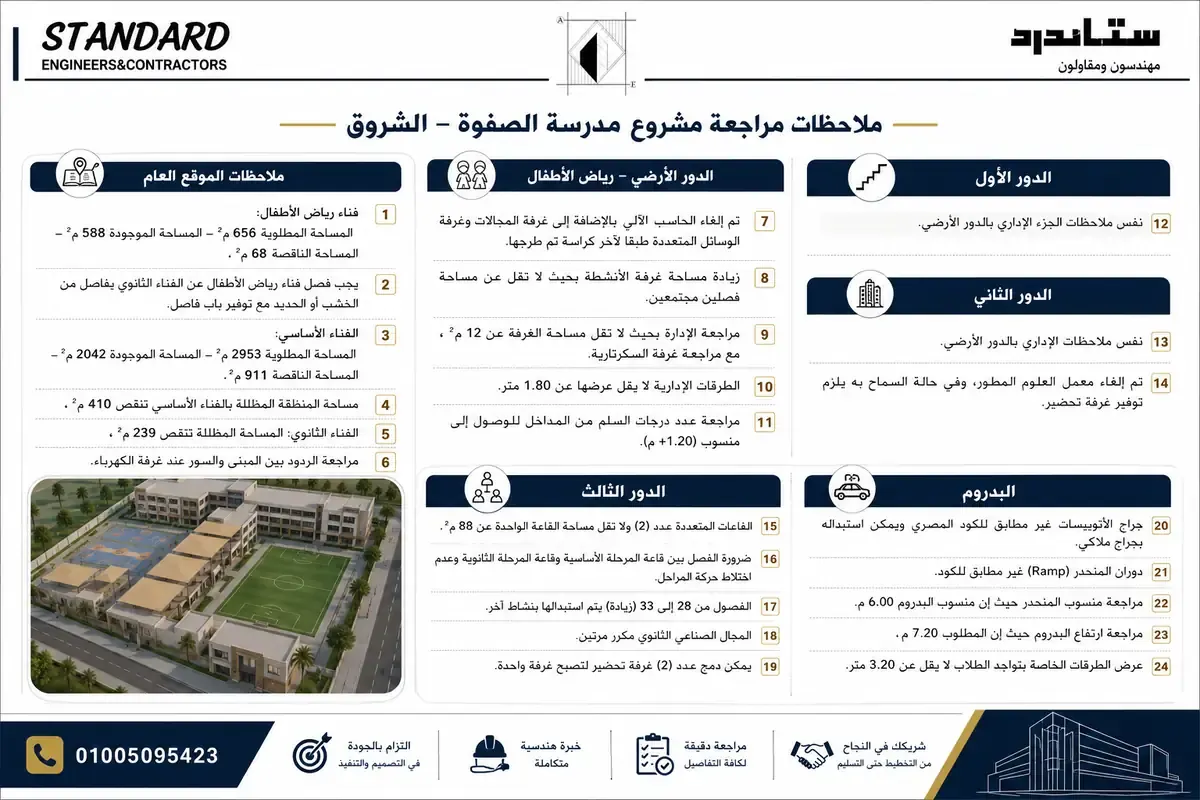 STANDARD
ENGINEERS&CONTRACTORS
A
E
ستاندرد
مهندسون ومقاولون
ملاحظات مراجعة مشروع مدرسة الصفوة – الشروق
ملاحظات الموقع العام
1 فناء رياض الأطفال:
المساحة المطلوية 656 م² – المساحة الموجودة 588 م² –
المساحة الناقصة 68 م² .
2 يجب فصل فناء رياض الأطفال عن الفناء الثانوي بفاصل من
الخشب أو الحديد مع توفير باب فاصل.
3 الفناء الأساسي:
المساحة المطلوية 2953 م² – المساحة الموجودة 2042 م² –
المساحة الناقصة 911 م².
4 مساحة المنظقة المظللة بالفناء الأساسي تنقص 410 م² .
5 الفناء الثانوي: المساحة المظللة تتقص 239 م² ،
6 مراجعة الردود بين المبنى والسور عند غرفة الكهرباء.
الدور الأرضي – رياض الأطفال
7 تم إلغاء الحاسب الآلي بالإضافة إلى غرفة المجالات وغرفة
الوسائل المتعددة طبقا لآخر كراسة تم طرحها.
8 زيادة مساحة غرفة الأنشطة بحيث لا تقل عن مساحة
فصلين مجتمعين.
9 مراجعة الإدارة بحيث لا تقل مساحة الغرفة عن 12 م² ،
مع مراجعة غرفة السكرتارية.
10 الطرقات الإدارية لا يقل عرضها عن 1.80 متر.
11 مراجعة عدد درجات السلم من المداخل للوصول إلى
منسوب (1.20+ م).
الدور الأول
12 نفس ملاحظات الجزء الإداري بالدور الأرضي.
الدور الثاني
13 نفس ملاحظات الإداري بالدور الأرضي.
14 تم إلغاء معمل العلوم المطور، وفي حالة السماح به يلزم
توفير غرفة تحضير.
الدور الثالث
15 الفاعات المتعددة عدد (2) ولا تقل مساحة القاعة الواحدة عن 88 م².
16 ضرورة الفصل بين قاعة المرحلة الأساسية وقاعة المرحلة الثانوية وعدم
اختلاط حركة المراحل.
17 الفصول من 28 إلى 33 (زيادة) يتم استبدالها بنشاط آخر.
18 المجال الصناعي الثانوي مكرر مرتين.
19 يمكن دمج عدد (2) غرفة تحضير لتصبح غرفة واحدة.
البدروم
20 جراج الأتوبيسات غير مطابق للكود المصري ويمكن استبداله
بجراج ملاكي.
21 دوران المنحدر (Ramp) غير مطابق للكود.
22 مراجعة منسوب المنحدر حيث إن منسوب البدروم 6.00 م.
23 مراجعة ارتفاع البدروم حيث إن المطلوب 7.20 م.
24 عرض الطرقات الخاصة بتواجد الطلاب لا يقل عن 3.20 متر.
شريكك في النجاح
من التخطيط حتى التسليم
مراجعة دقيقة
لكافة التفاصيل
خبرة هندسية
متكاملة
التزام بالجودة
في التصميم والتنفيذ
01005095423